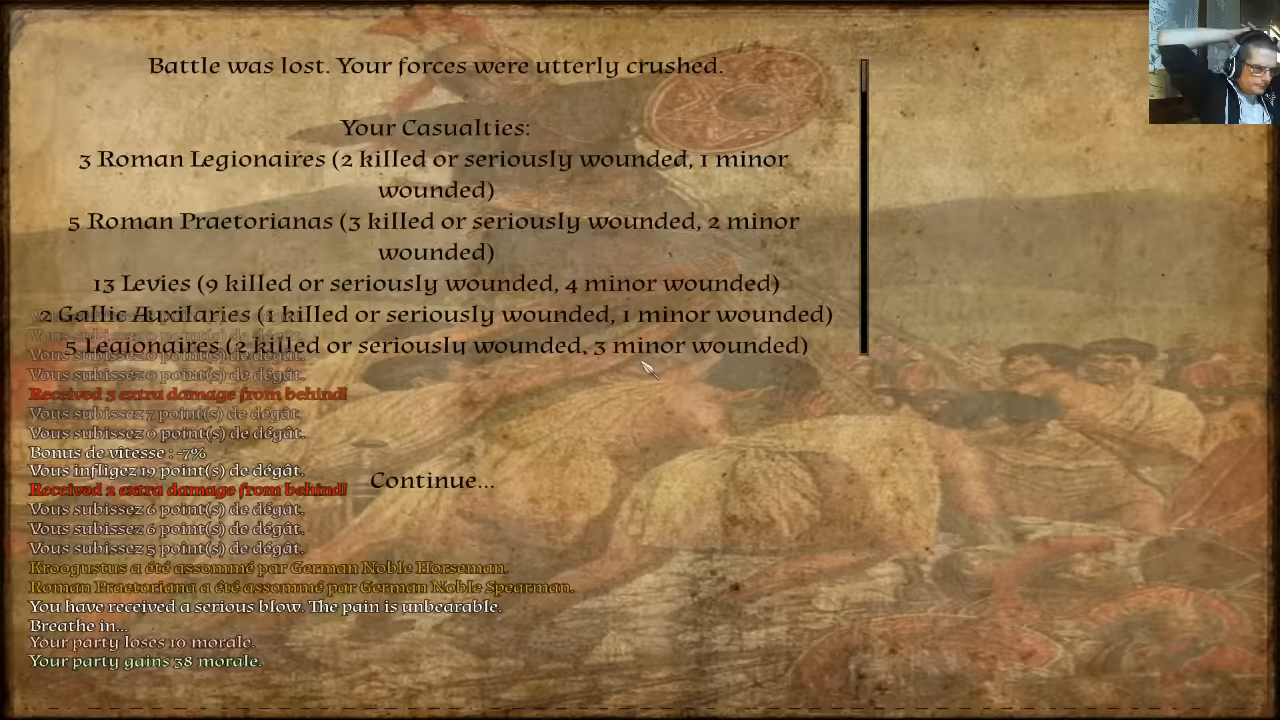 Battle was lost. Your forces were utterly crushed.
Your Casualties:
3 Roman Legionaires (2 killed or seriously wounded, 1 minor
wounded)
5 Roman Praetorianas (3 killed or seriously wounded, 2 minor
wounded)
13 Levies (9 killed or seriously wounded, 4 minor wounded)
2 Gallic Auxilaries (1 killed or seriously wounded, 1 minor wounded)
5 Legionaires (2 killed or seriously wounded, 3 minor wounded)
Vous subissez 0 point(s) de dégât.
Vous subissez 0 point(s) de dégât.
Received 3 extra damage from behind!
Vous subissez 7 point(s) de dégât.
Vous subissez 0 point(s) de dégât.
Bonus de vitesse : -7%
Vous infligez 19 point(s) de dégât.
Received 2 extra damage from behind!
Continue...
Vous subissez 6 point(s) de dégât.
Vous subissez 6 point(s) de dégât.
Vous subissez 5 point(s) de dégât.
Kroogustus a été assommé par German Noble Horseman.
Roman Praetoriana a été assommé par German Noble Spearman.
You have received a serious blow. The pain is unbearable.
Breathe in...
Your party loses 10 morale.
Your party gains 38 morale.